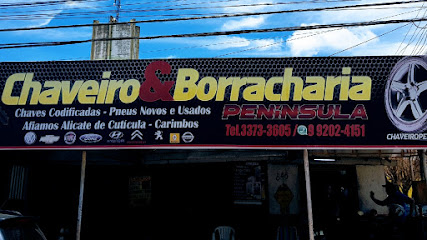 Chaveiro & Borracharia
Chaves Codificadas - Pneus Novos e Usados
PENINSULA
Afiamos Alicate de Cutícula - Carimbos
Tel.3373-3605 / 9 9202-4151
CHAVEIROPE